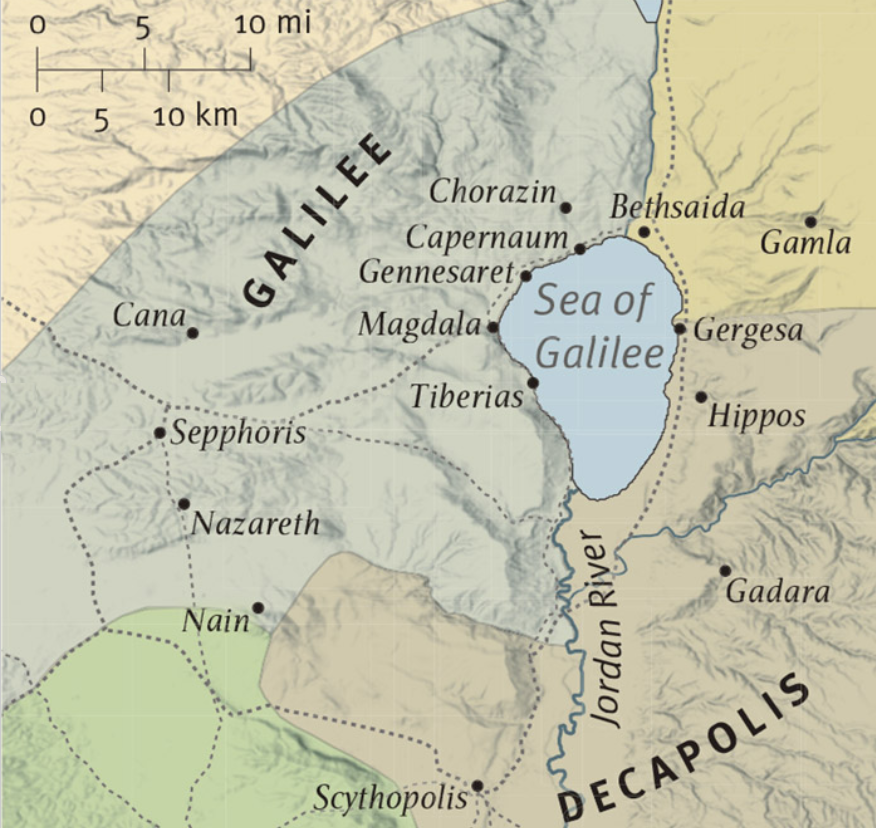 0 5 10 mi
0 5 10 km
GALILEE
Chorazin
Bethsaida
Capernaum
Gamla
Gennesaret
Sea of
Galilee
Cana
Magdala
Gergesa
Tiberias
Hippos
Sepphoris
Nazareth
Jordan River
Gadara
Nain
DECAPOLIS
Scythopolis